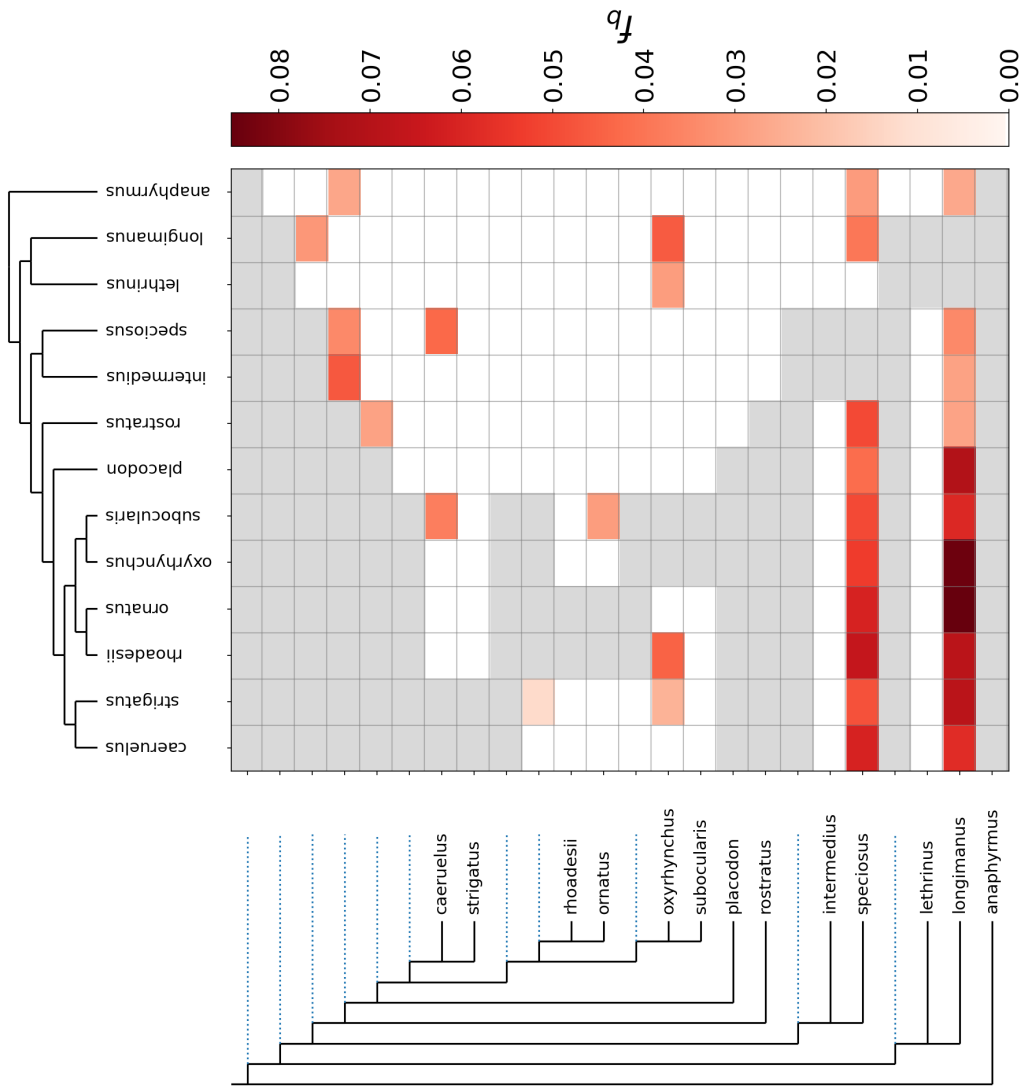 f_b
0.08
0.07
0.06
0.05
0.04
0.03
0.02
0.01
0.00
anaphyrmus
longimanus
lethrinus
speciosus
intermedius
rostratus
placodon
subocularis
oxyrhynchus
ornatus
rhoadesii
strigatus
caeruelus
caeruelus
strigatus
rhoadesii
ornatus
oxyrhynchus
subocularis
placodon
rostratus
intermedius
speciosus
lethrinus
longimanus
anaphyrmus